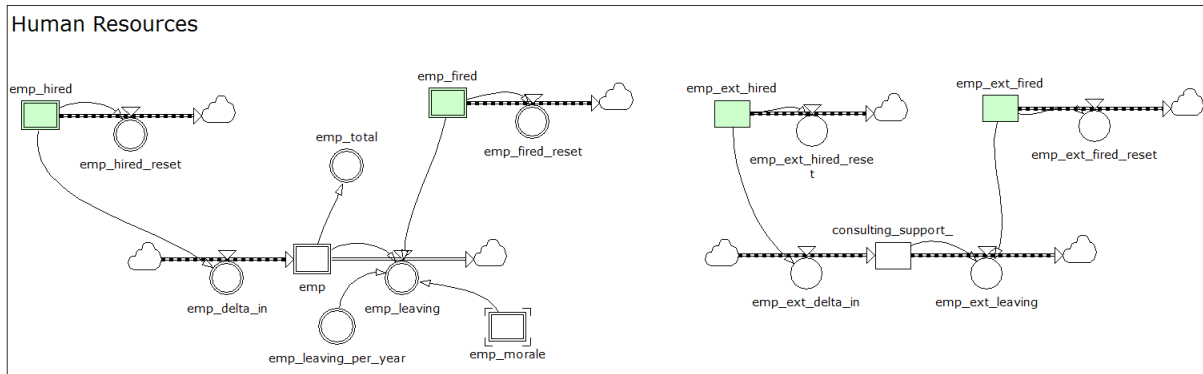 Human Resources
emp_hired
emp_fired
emp_ext_hired
emp_ext_fired
emp_hired_reset
emp_total
emp_fired_reset
emp_ext_hired_rese
t
emp_ext_fired_reset
consulting_support_
emp_delta_in
emp
emp_leaving
emp_ext_delta_in
emp_ext_leaving
emp_leaving_per_year
emp_morale